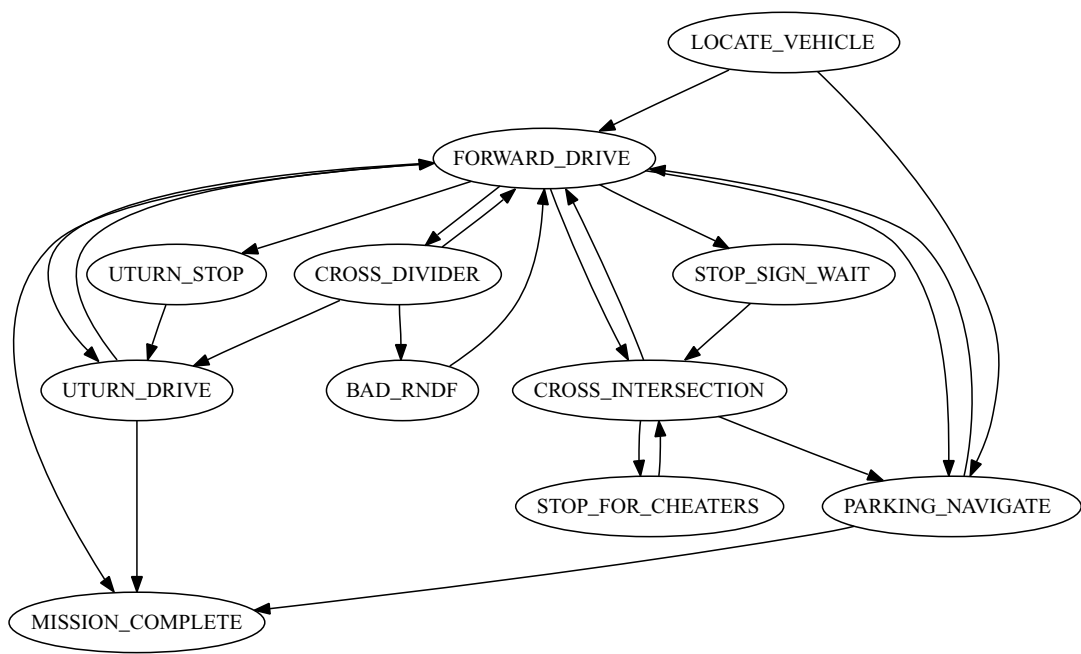 LOCATE_VEHICLE
FORWARD_DRIVE
UTURN_STOP
CROSS_DIVIDER
STOP_SIGN_WAIT
UTURN_DRIVE
BAD_RNDF
CROSS_INTERSECTION
STOP_FOR_CHEATERS
PARKING_NAVIGATE
MISSION_COMPLETE